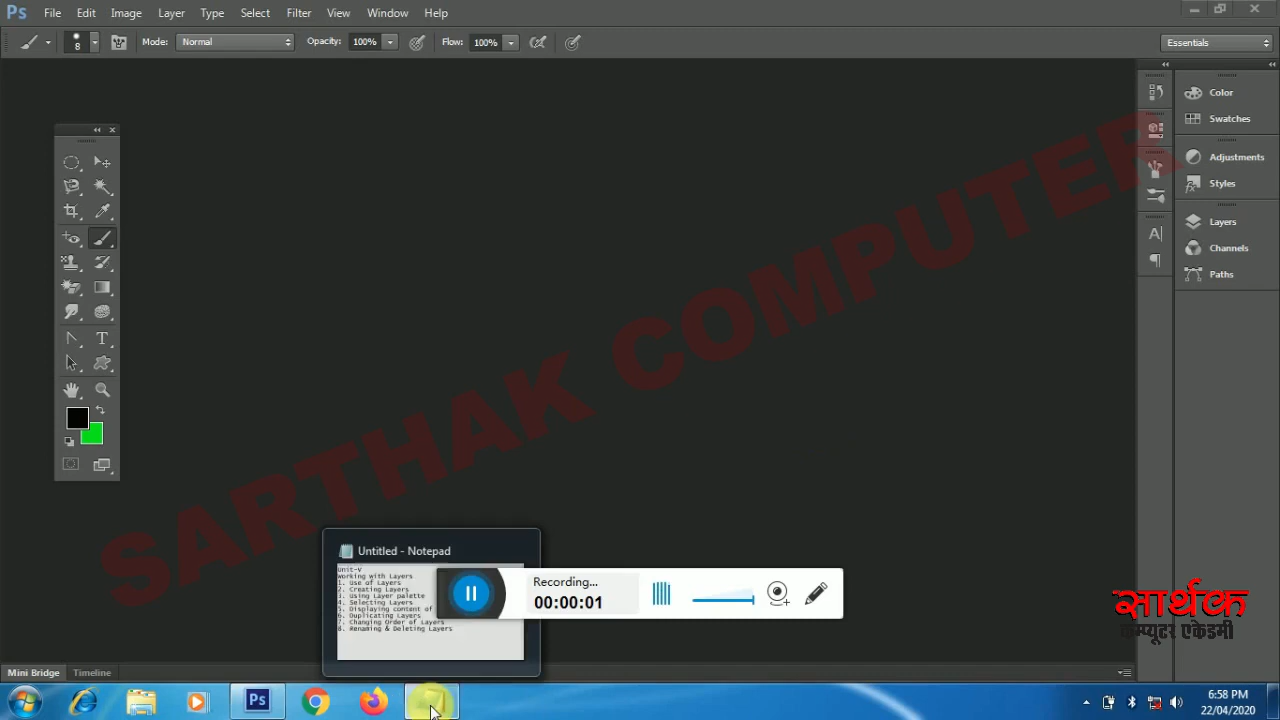 Ps File Edit Image Layer Type Select Filter View Window Help
8 Mode: Normal Opacity: 100% Flow: 100% Essentials
Color
Swatches
Adjustments
Styles
Layers
Channels
Paths
SARTHAK COMPUTER
Untitled - Notepad
Unit-V
Working with Layers
1. Use of Layers
2. Creating Layers
3. Using Layer palette
4. Selecting Layers
5. Displaying content of
6. Duplicating Layers
7. Changing Order of Layers
8. Renaming & Deleting Layers
Recording...
00:00:01
सार्थक
कम्प्यूटर एकेडमी
Mini Bridge Timeline
Ps
6:58 PM
22/04/2020